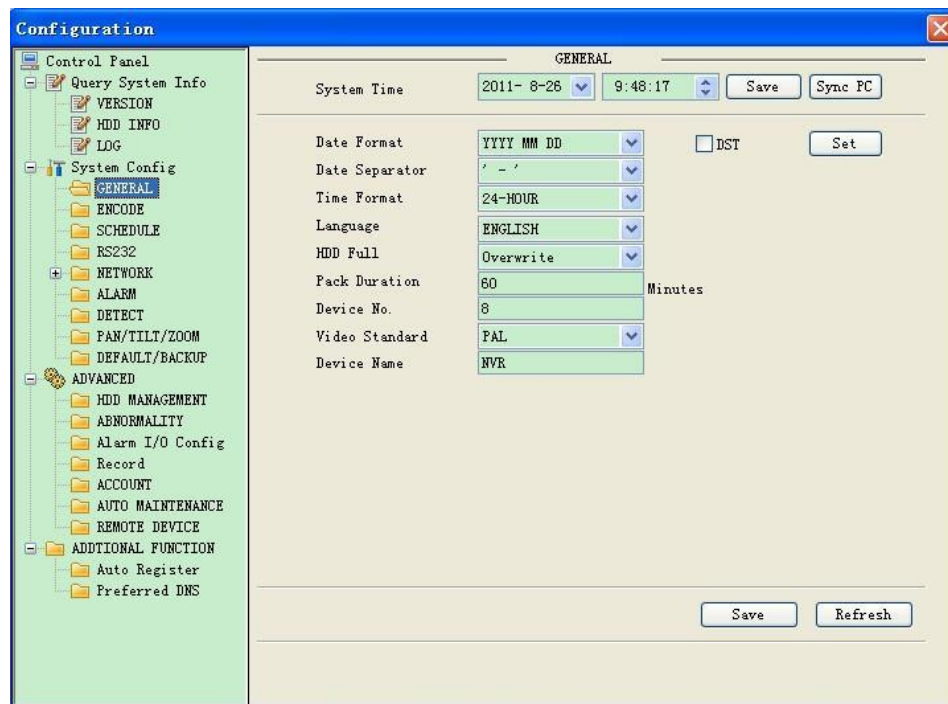 Configuration
Control Panel
Query System Info
VERSION
HDD INFO
LOG
System Config
GENERAL
ENCODE
SCHEDULE
RS232
NETWORK
ALARM
DETECT
PAN/TILT/ZOOM
DEFAULT/BACKUP
ADVANCED
HDD MANAGEMENT
ABNORMALITY
Alarm I/O Config
Record
ACCOUNT
AUTO MAINTENANCE
REMOTE DEVICE
ADDTIONAL FUNCTION
Auto Register
Preferred DNS
GENERAL
System Time 2011- 8-26 9:48:17 Save Sync PC
Date Format YYYY MM DD DST Set
Date Separator ' - '
Time Format 24-HOUR
Language ENGLISH
HDD Full Overwrite
Pack Duration 60 Minutes
Device No. 8
Video Standard PAL
Device Name NVR
Save Refresh